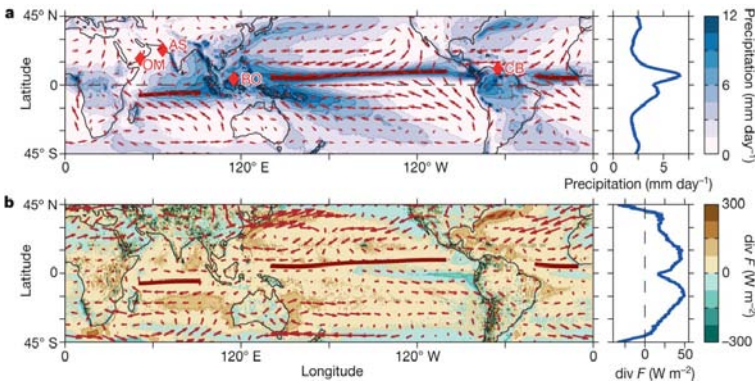 a
45° N
0
45° S
Latitude
OM
AS
BO
CB
0
120° E
120° W
0
0
5
Precipitation (mm day⁻¹)
12
9
6
3
0
Precipitation (mm day⁻¹)
b
45° N
0
45° S
Latitude
0
120° E
120° W
0
Longitude
0
50
div F (W m⁻²)
300
0
–300
div F (W m⁻²)